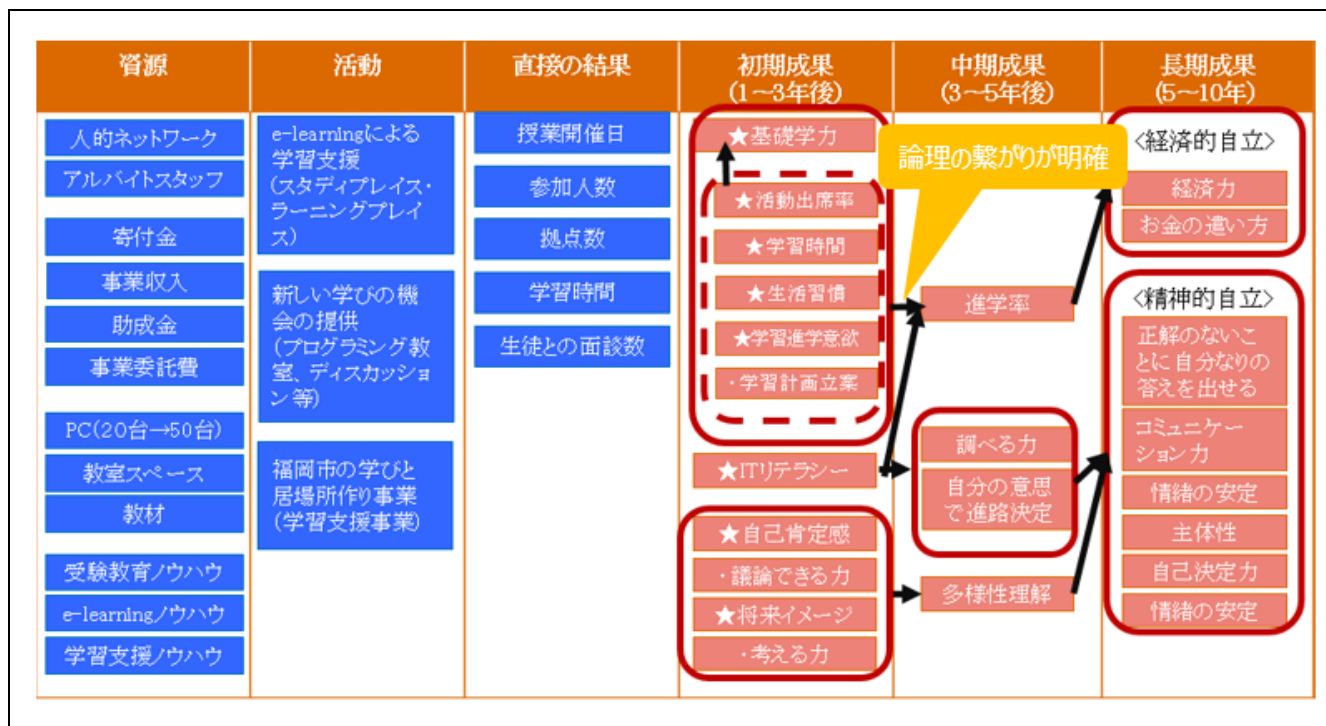 資源
活動
直接の結果
初期成果
(1～3年後)
中期成果
(3～5年後)
長期成果
(5～10年)
人的ネットワーク
アルバイトスタッフ
寄付金
事業収入
助成金
事業委託費
PC(20台→50台)
教室スペース
教材
受験教育ノウハウ
e-learningノウハウ
学習支援ノウハウ
e-learningによる
学習支援
(スタディプレイス・
ラーニングプレイ
ス)
新しい学びの機
会の提供
(プログラミング教
室、ディスカッショ
ン等)
福岡市の学びと
居場所作り事業
(学習支援事業)
授業開催日
参加人数
拠点数
学習時間
生徒との面談数
★基礎学力
★活動出席率
★学習時間
★生活習慣
★学習進学意欲
・学習計画立案
★ITリテラシー
★自己肯定感
・議論できる力
★将来イメージ
・考える力
論理の繋がりが明確
進学率
調べる力
自分の意思
で進路決定
多様性理解
<経済的自立>
経済力
お金の遣い方
<精神的自立>
正解のないこ
とに自分なりの
答えを出せる
コミュニケー
ション力
情緒の安定
主体性
自己決定力
情緒の安定